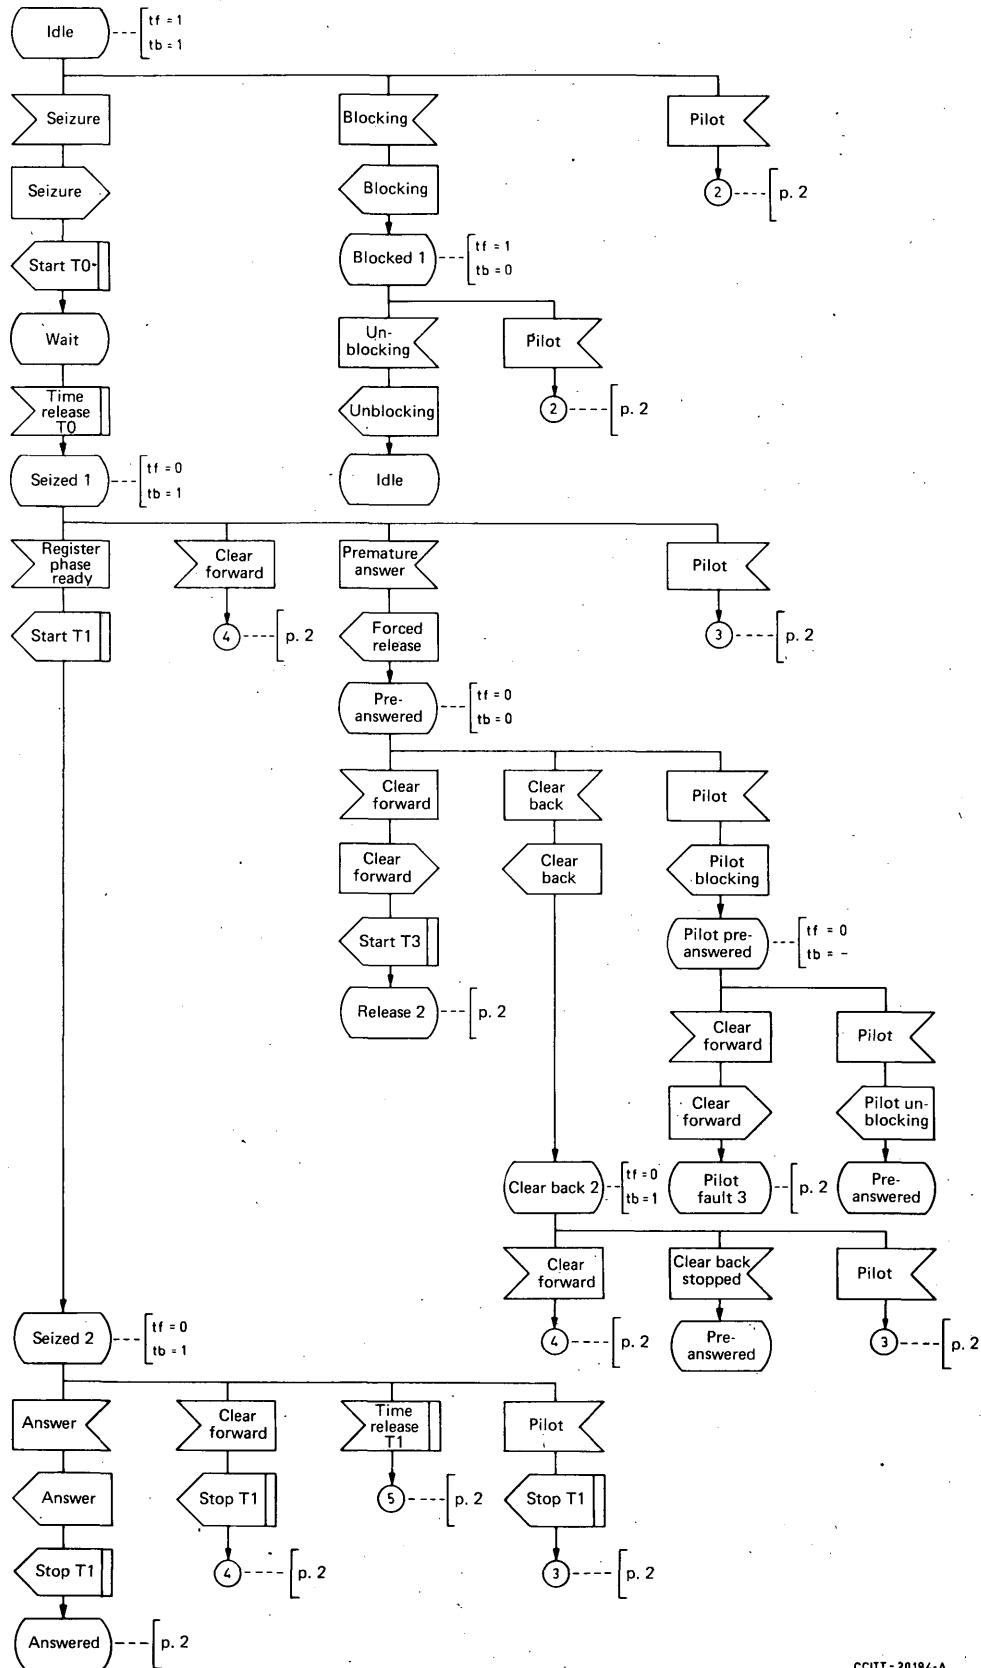 Idle
tf = 1
tb = 1
Seizure
Blocking
Pilot
Seizure
Blocking
2
p. 2
Start T0
Blocked 1
tf = 1
tb = 0
Wait
Un-
blocking
Pilot
Time
release
T0
Unblocking
2
p. 2
Seized 1
tf = 0
tb = 1
Idle
Register
phase
ready
Clear
forward
Premature
answer
Pilot
Start T1
4
p. 2
Forced
release
3
p. 2
Pre-
answered
tf = 0
tb = 0
Clear
forward
Clear
back
Pilot
Clear
forward
Clear
back
Pilot
blocking
Start T3
Pilot pre-
answered
tf = 0
tb = -
Release 2
p. 2
Clear
forward
Pilot
Clear
forward
Pilot un-
blocking
Clear back 2
tf = 0
tb = 1
Pilot
fault 3
p. 2
Pre-
answered
Clear
forward
Clear back
stopped
Pilot
Seized 2
tf = 0
tb = 1
4
p. 2
Pre-
answered
3
p. 2
Answer
Clear
forward
Time
release
T1
Pilot
Answer
Stop T1
5
p. 2
Stop T1
Stop T1
4
p. 2
3
p. 2
Answered
p. 2
CCITT - 20194-A